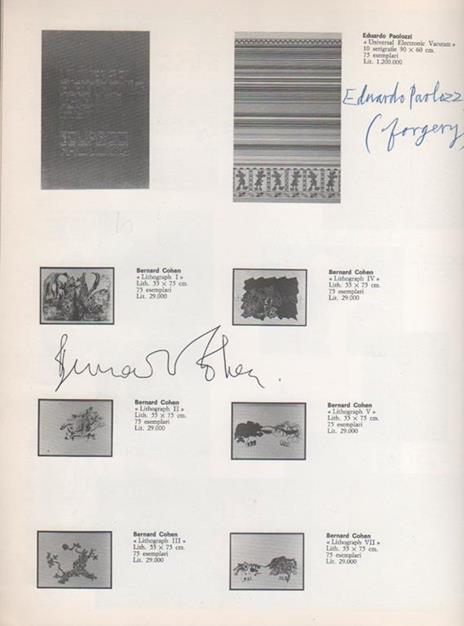 Eduardo Paolozzi
« Universal Electronic Vacuum »
10 serigrafie 90 × 60 cm.
75 esemplari
Lit. 1.200.000
Eduardo Paolozz
(forgery)
Bernard Cohen
« Lithograph I »
Lith. 55 × 75 cm.
75 esemplari
Lit. 29.000
Bernard Cohen
« Lithograph IV »
Lith. 55 × 75 cm.
75 esemplari
Lit. 29.000
Bernard Cohen.
Bernard Cohen
« Lithograph II »
Lith. 55 × 75 cm.
75 esemplari
Lit. 29.000
Bernard Cohen
« Lithograph V »
Lith. 55 × 75 cm.
75 esemplari
Lit. 29.000
Bernard Cohen
« Lithograph III »
Lith. 55 × 75 cm.
75 esemplari
Lit. 29.000
Bernard Cohen
« Lithograph VII »
Lith. 55 × 75 cm.
75 esemplari
Lit. 29.000